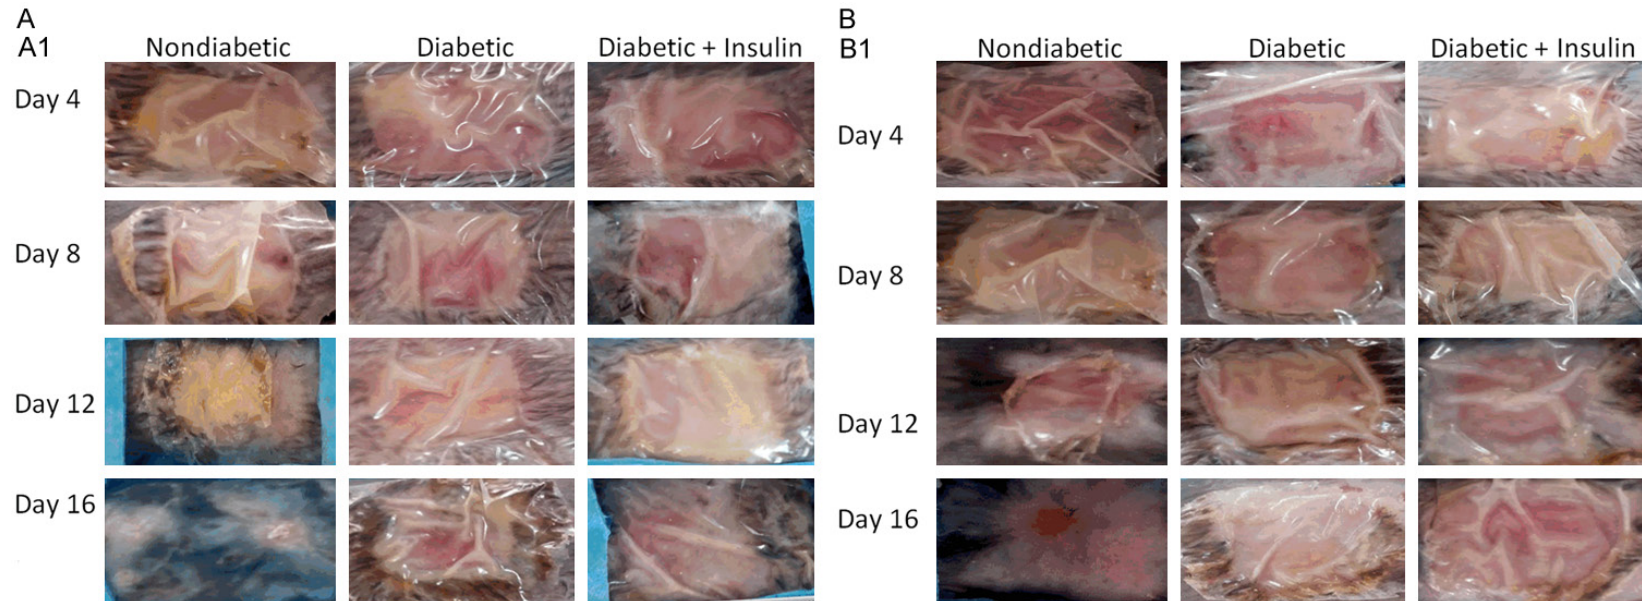 A
A1
Nondiabetic Diabetic Diabetic + Insulin
Day 4
Day 8
Day 12
Day 16
B
B1
Nondiabetic Diabetic Diabetic + Insulin
Day 4
Day 8
Day 12
Day 16